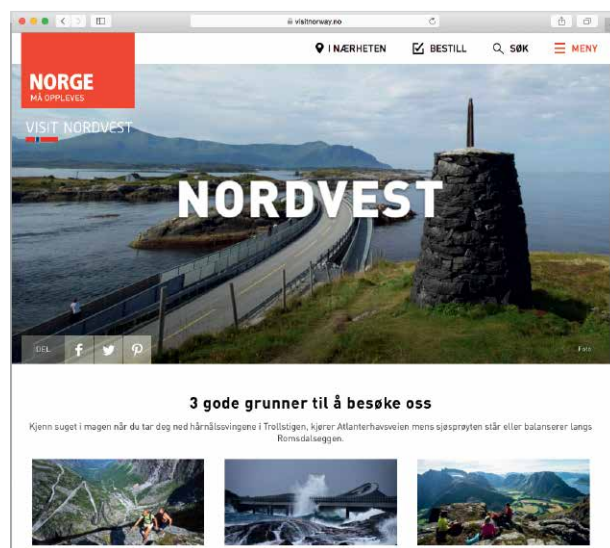 visitnorway.no
I NÆRHETEN BESTILL SØK MENY
NORGE
MÅ OPPLEVES
VISIT NORDVEST
NORDVEST
DEL
Foto
3 gode grunner til å besøke oss
Kjenn suget i magen når du tar deg ned hårnålssvingene i Trollstigen, kjører Atlanterhavsveien mens sjøsprøyten står eller balanserer langs
Romsdalseggen.